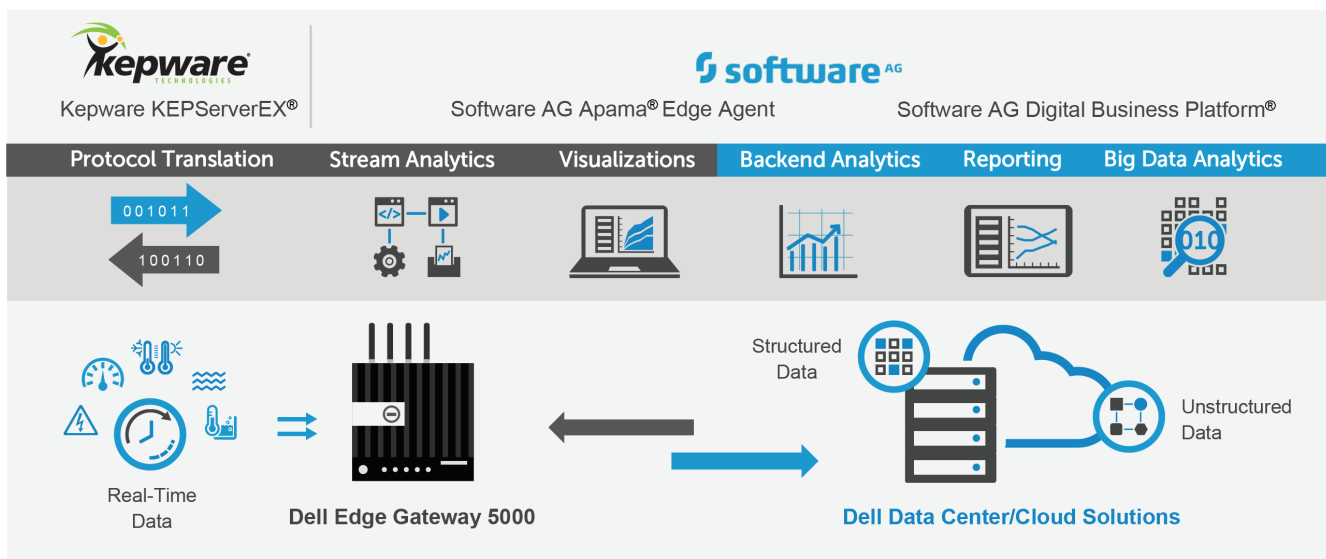 kepware®
TECHNOLOGIES
software AG
Kepware KEPServerEX®
Software AG Apama® Edge Agent
Software AG Digital Business Platform®
Protocol Translation
Stream Analytics
Visualizations
Backend Analytics
Reporting
Big Data Analytics
001011
100110
</>
010
Structured
Data
Unstructured
Data
Real-Time
Data
Dell Edge Gateway 5000
Dell Data Center/Cloud Solutions